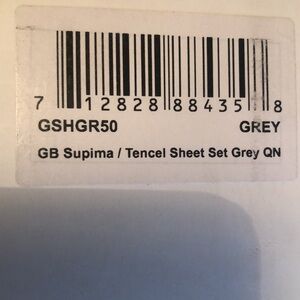 7 12828 88435 8
GSHGR50 GREY
GB Supima / Tencel Sheet Set Grey QN